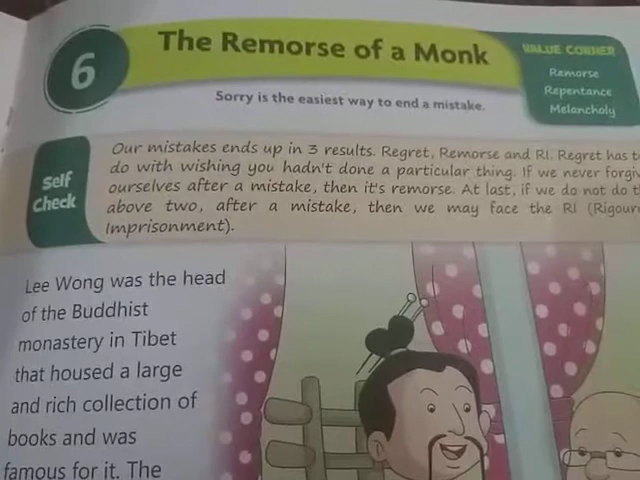 6
The Remorse of a Monk
Sorry is the easiest way to end a mistake.
VALUE CORNER
Remorse
Repentance
Melancholy
Self
Check
Our mistakes ends up in 3 results. Regret, Remorse and RI. Regret has
do with wishing you hadn't done a particular thing. If we never
ourselves after a mistake, then it's remorse. At last, if we do not do
above two, after a mistake, then we may face the RI
Imprisonment).
Lee Wong was the head
of the Buddhist
monastery in Tibet
that housed a large
and rich collection of
books and was
famous for it. The